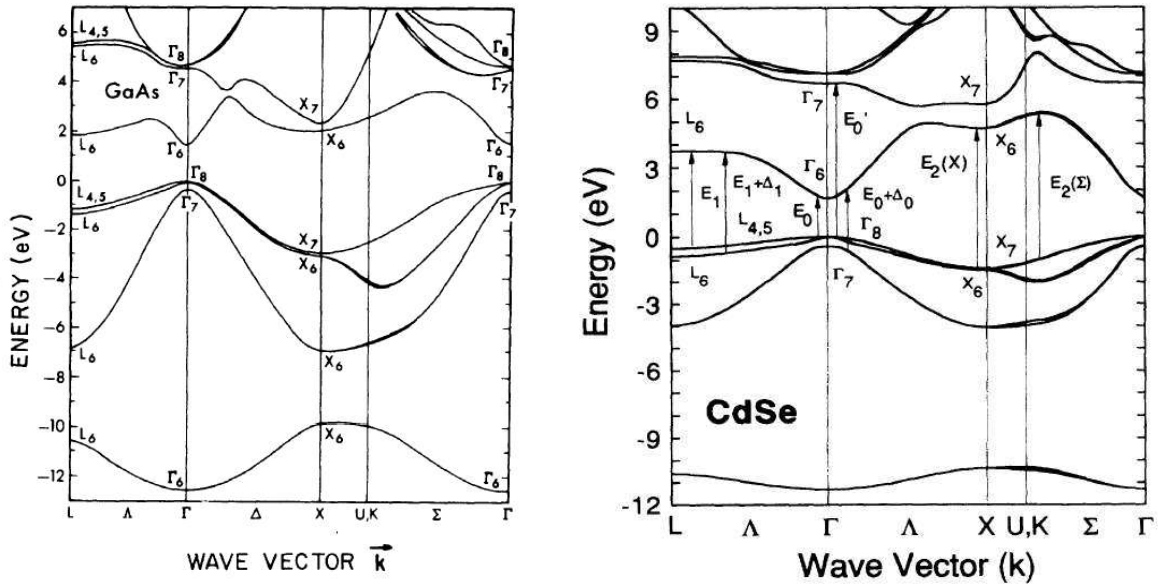 6
4
2
0
−2
−4
−6
−8
−10
−12
ENERGY (eV)
L₄,₅
L₆
GaAs
L₆
L₄,₅
L₆
L₆
L₆
Γ₈
Γ₇
Γ₆
Γ₈
Γ₇
Γ₆
X₇
X₆
X₇
X₆
X₆
X₆
Γ₈
Γ₇
Γ₆
Γ₈
Γ₇
Γ₆
L Λ Γ Δ X U,K Σ Γ
WAVE VECTOR k
9
6
3
0
-3
-6
-9
-12
Energy (eV)
L₆
E₁
E₁+Δ₁
L₄,₅
L₆
Γ₇
E₀'
Γ₆
E₀
E₀+Δ₀
Γ₈
Γ₇
E₂(X)
X₇
X₆
E₂(Σ)
X₇
X₆
CdSe
L Λ Γ Λ X U,K Σ Γ
Wave Vector (k)